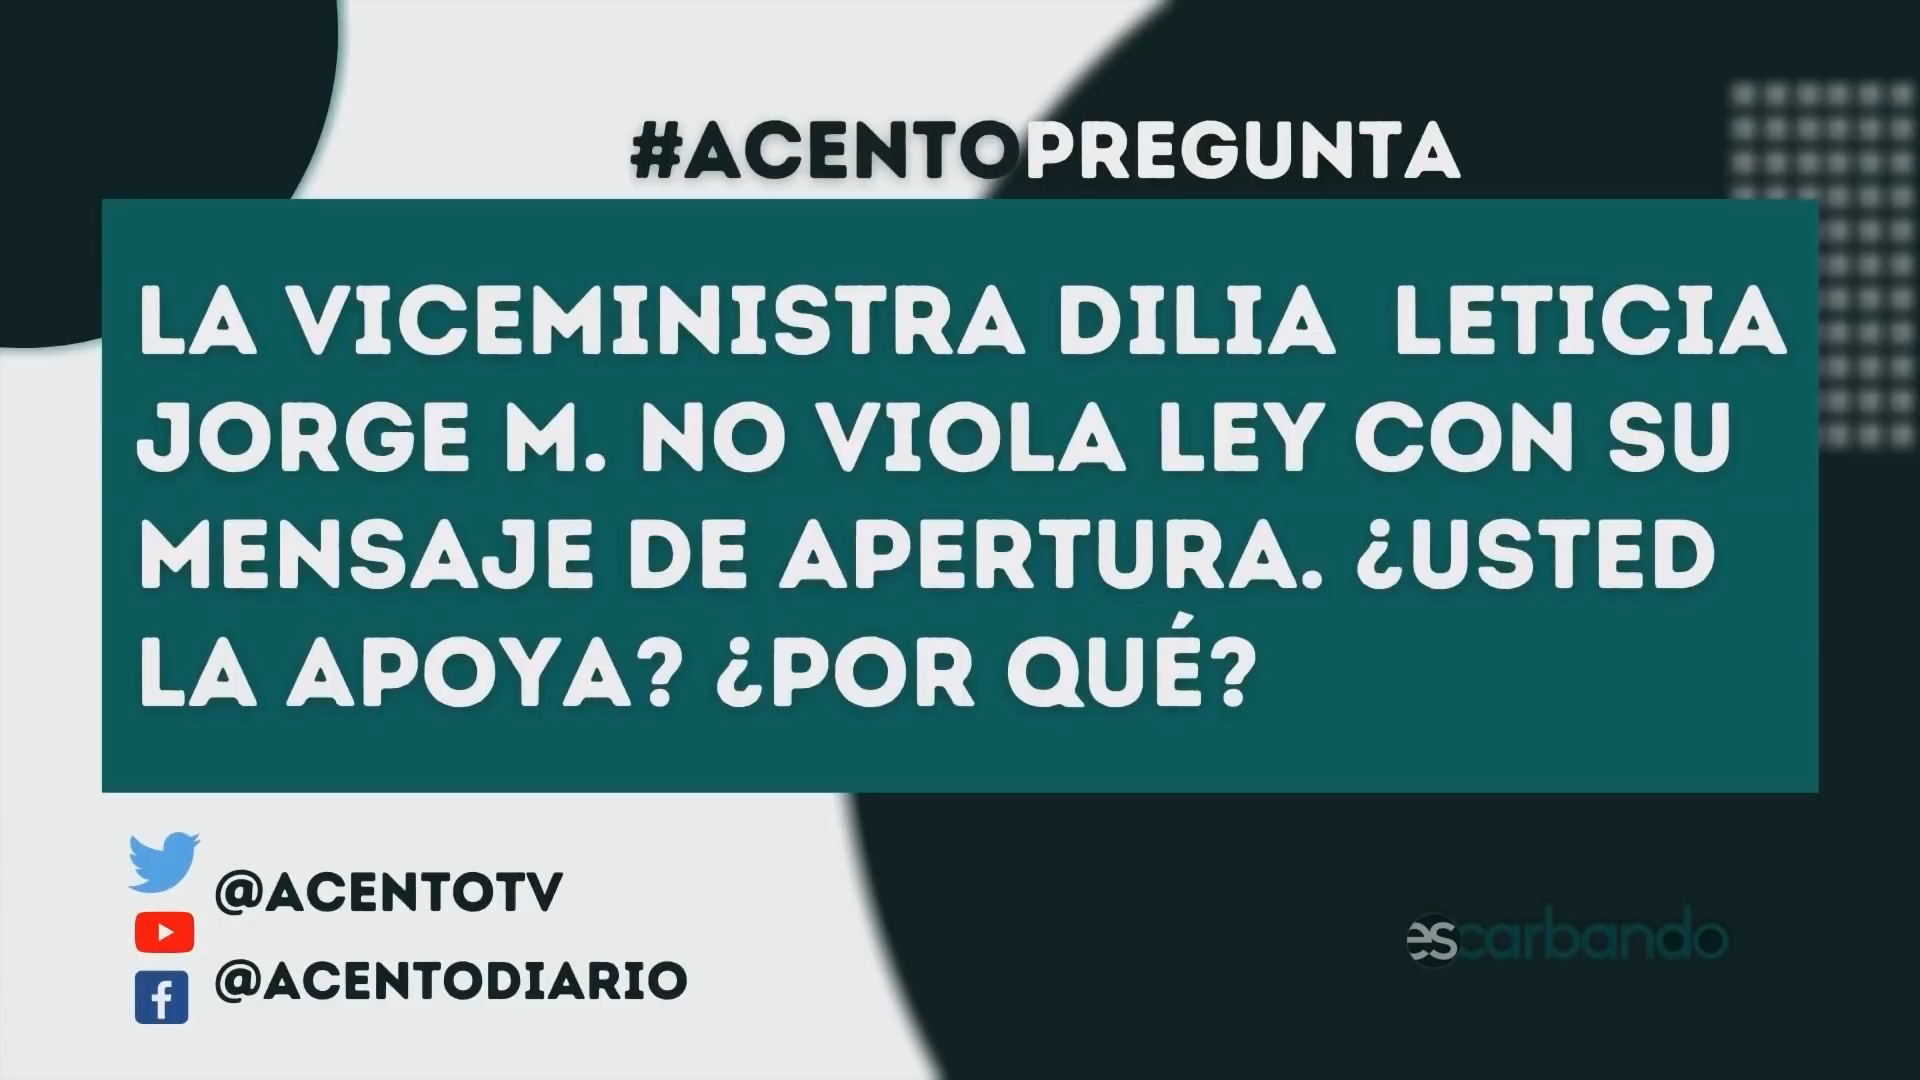 #ACENTOPREGUNTA
LA VICEMINISTRA DILIA LETICIA
JORGE M. NO VIOLA LEY CON SU
MENSAJE DE APERTURA. ¿USTED
LA APOYA? ¿POR QUÉ?
@ACENTOTV
@ACENTODIARIO
escarbando